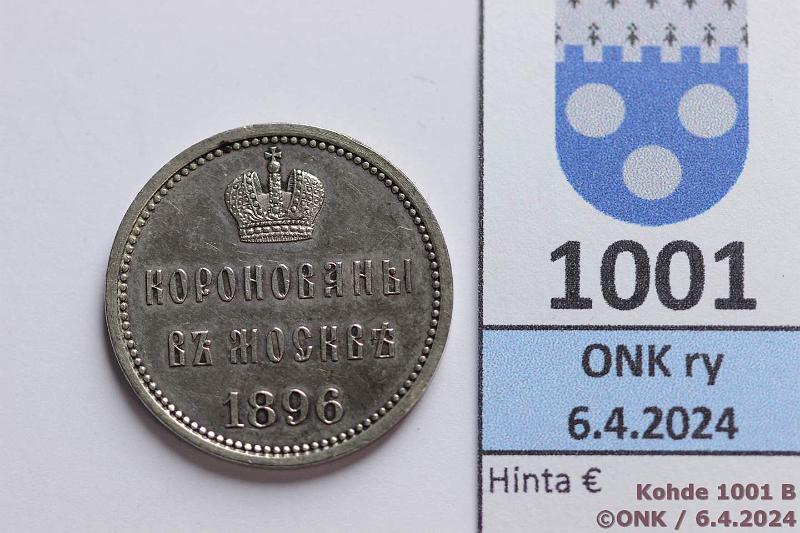 КОРОНОВАНЫ
ВЪ МОСКВѢ
1896
1001
ONK ry
6.4.2024
Hinta €
Kohde 1001 B
©ONK / 6.4.2024